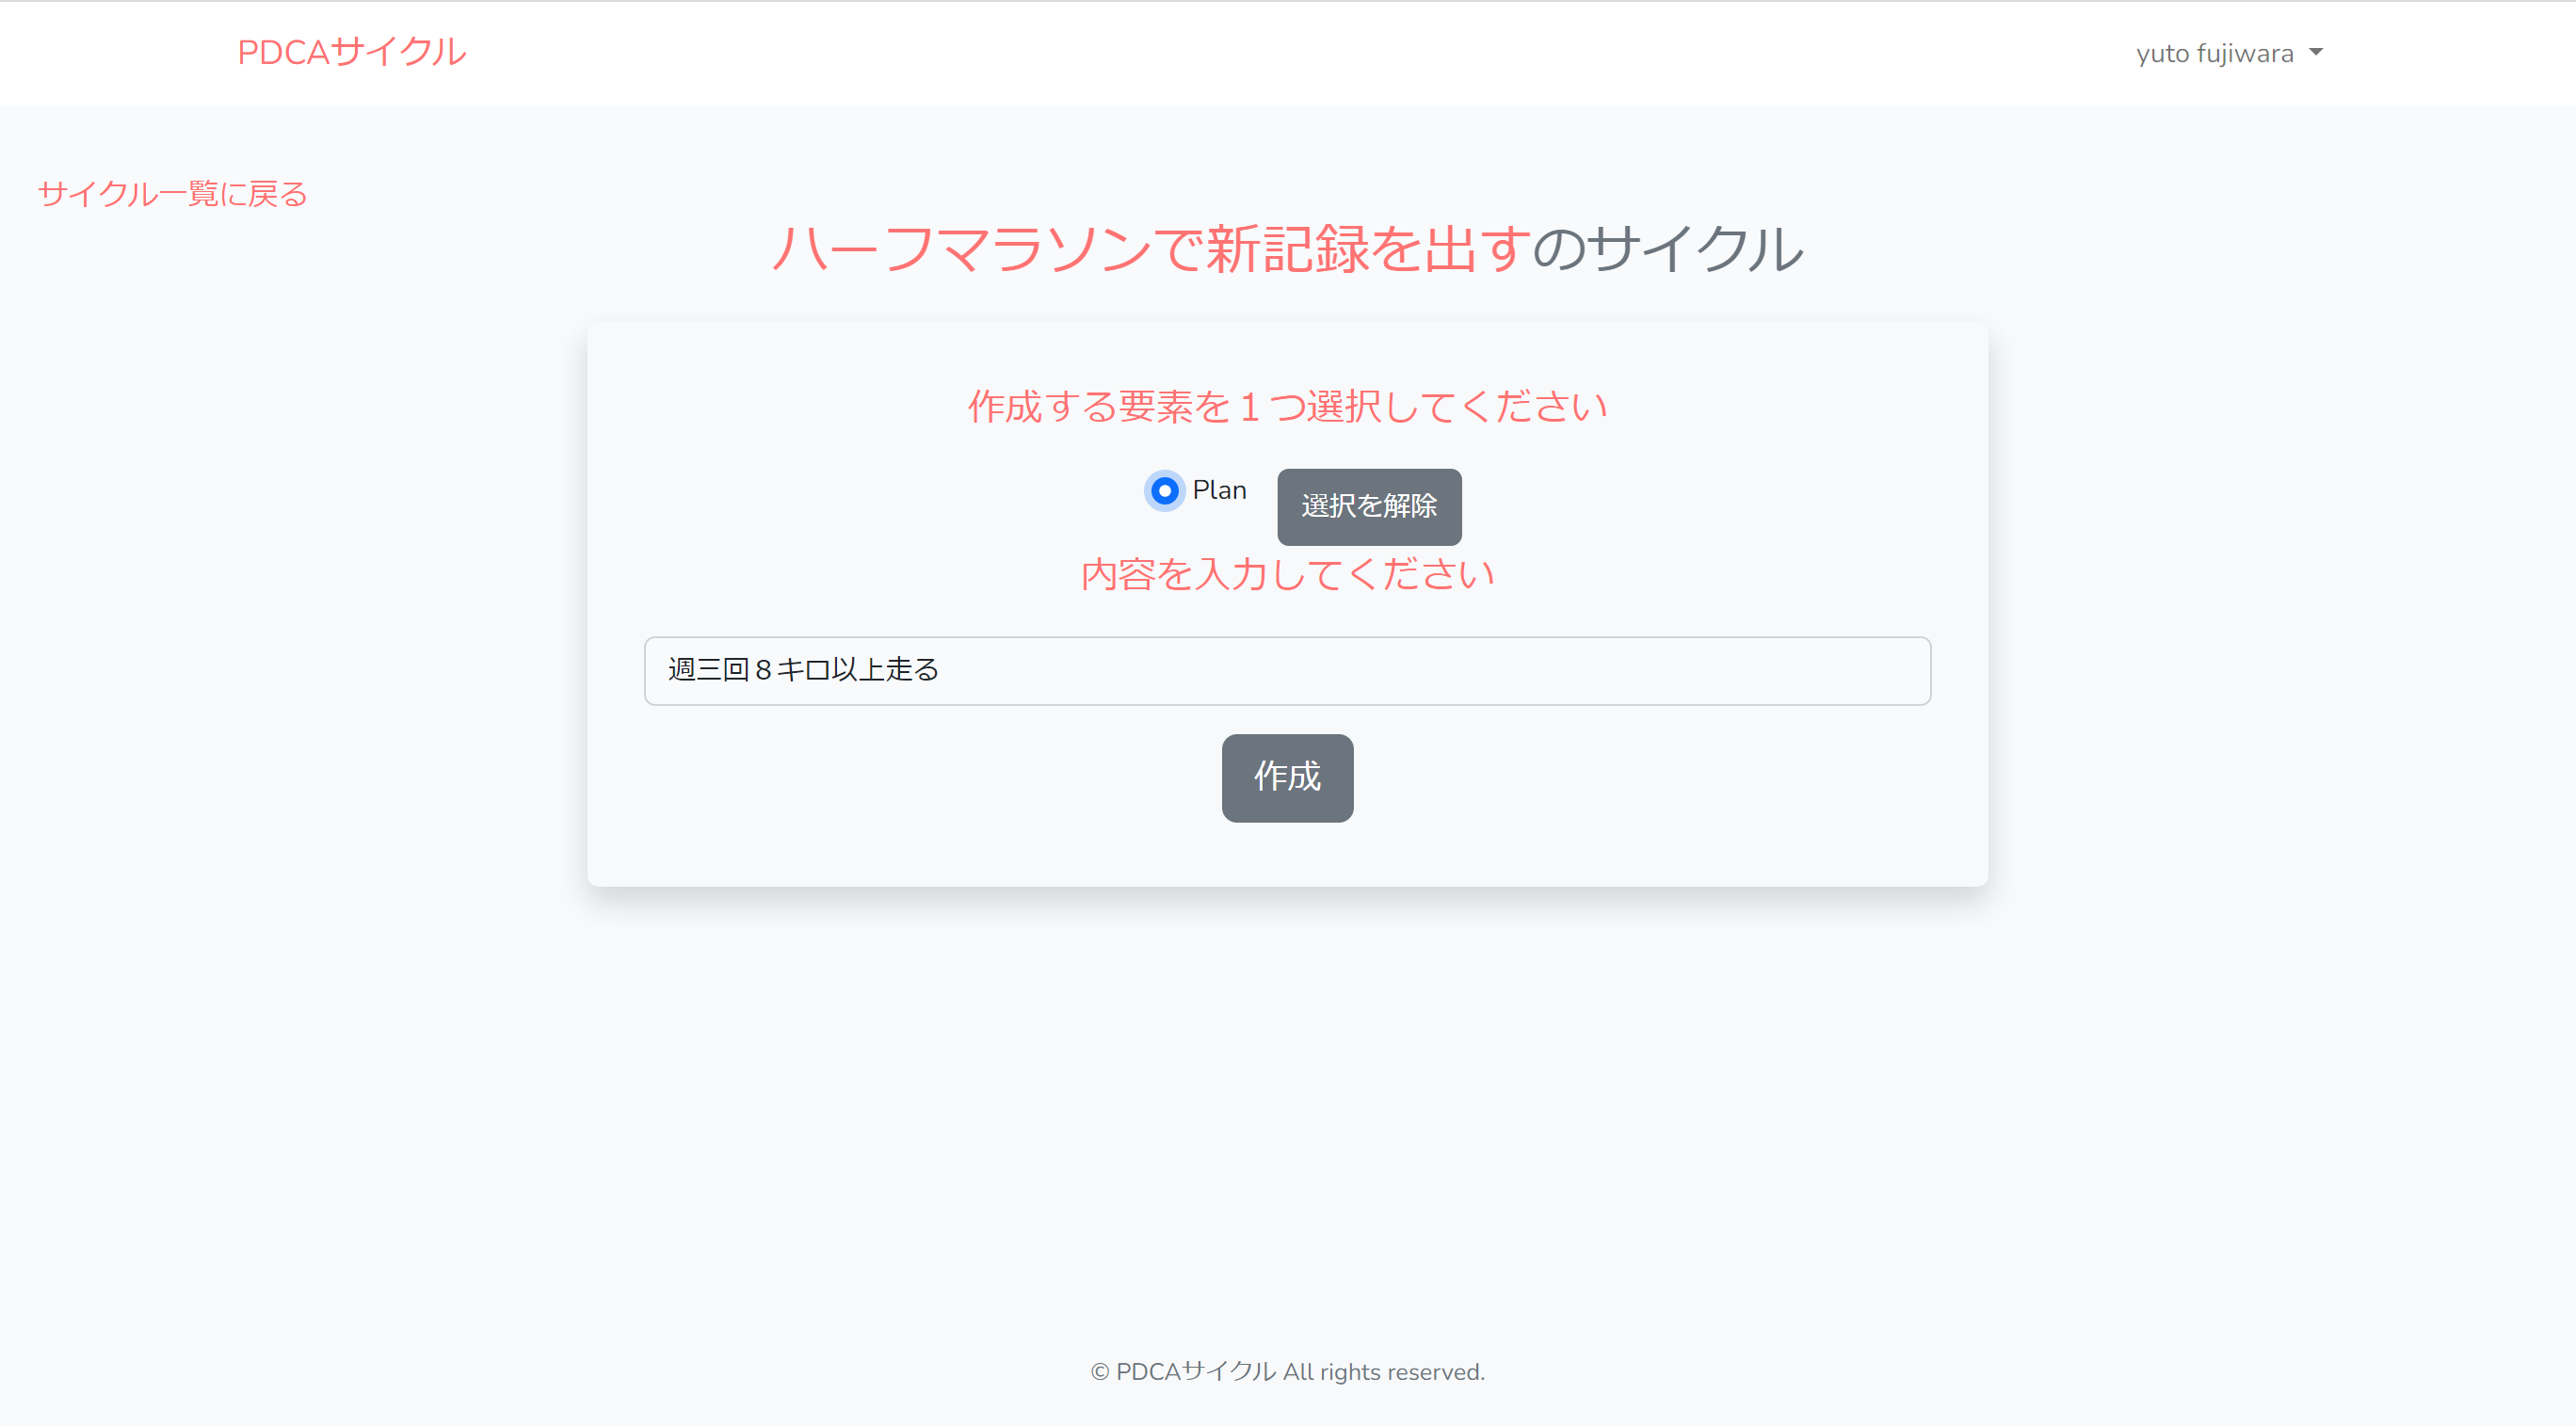 PDCAサイクル
yuto fujiwara
サイクル一覧に戻る
ハーフマラソンで新記録を出すのサイクル
作成する要素を１つ選択してください
Plan
選択を解除
内容を入力してください
週三回８キロ以上走る
作成
© PDCAサイクル All rights reserved.